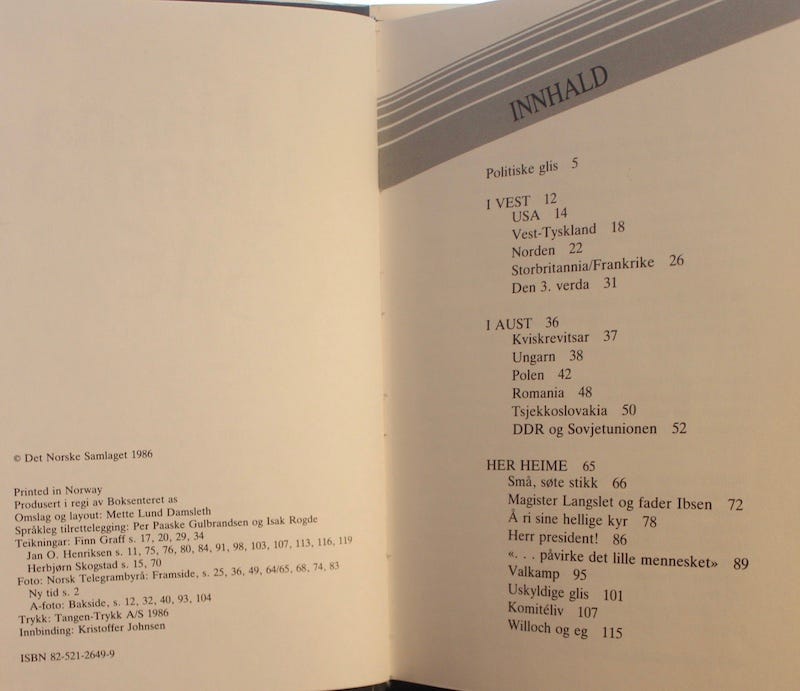 © Det Norske Samlaget 1986
Printed in Norway
Produsert i regi av Boksenteret as
Omslag og layout: Mette Lund Damsleth
Språkleg tilrettelegging: Per Paaske Gulbrandsen og Isak Rogde
Teikningar: Finn Graff s. 17, 20, 29, 34
Jan O. Henriksen s. 11, 75, 76, 80, 84, 91, 98, 103, 107, 113, 116, 119
Herbjørn Skogstad s. 15, 70
Foto: Norsk Telegrambyrå: Framside, s. 25, 36, 49, 64/65, 68, 74, 83
Ny tid s. 2
A-foto: Bakside, s. 12, 32, 40, 93, 104
Trykk: Tangen-Trykk A/S 1986
Innbinding: Kristoffer Johnsen
ISBN 82-521-2649-9
INNHALD
Politiske glis 5
I VEST 12
USA 14
Vest-Tyskland 18
Norden 22
Storbritannia/Frankrike 26
Den 3. verda 31
I AUST 36
Kviskrevitsar 37
Ungarn 38
Polen 42
Romania 48
Tsjekkoslovakia 50
DDR og Sovjetunionen 52
HER HEIME 65
Små, søte stikk 66
Magister Langslet og fader Ibsen 72
Å ri sine hellige kyr 78
Herr president! 86
«. . . påvirke det lille mennesket» 89
Valkamp 95
Uskyldige glis 101
Komitéliv 107
Willoch og eg 115